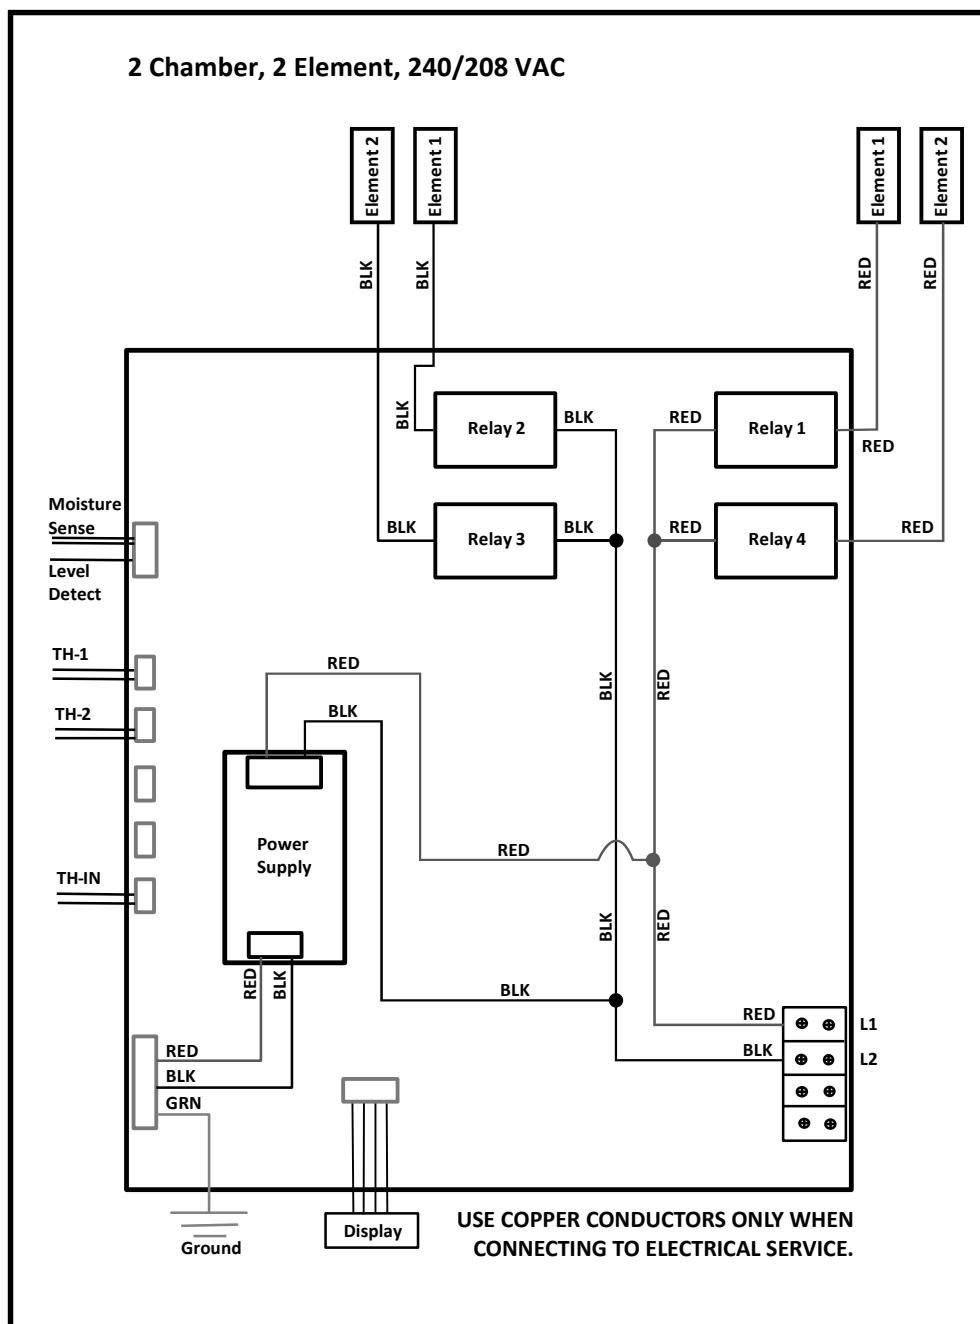 2 Chamber, 2 Element, 240/208 VAC
Element 2
Element 1
Element 1
Element 2
BLK
BLK
RED
RED
BLK
Relay 2
BLK
RED
Relay 1
RED
BLK
Relay 3
BLK
RED
Relay 4
RED
Moisture
Sense
Level
Detect
TH-1
RED
BLK
RED
TH-2
BLK
Power
Supply
RED
TH-IN
BLK
RED
RED
BLK
BLK
RED
L1
BLK
L2
RED
BLK
GRN
Ground
Display
USE COPPER CONDUCTORS ONLY WHEN
CONNECTING TO ELECTRICAL SERVICE.